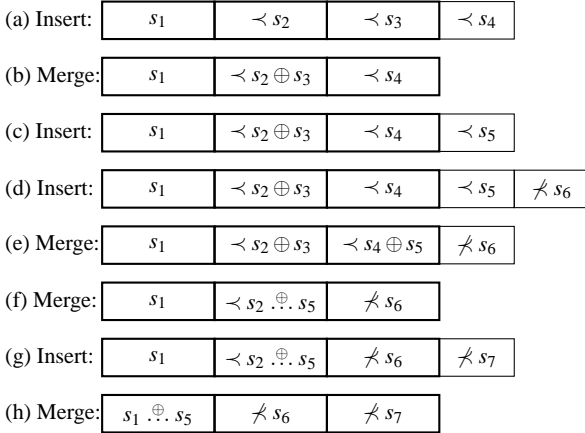 (a) Insert: s₁ ≺ s₂ ≺ s₃ ≺ s₄
(b) Merge: s₁ ≺ s₂ ⊕ s₃ ≺ s₄
(c) Insert: s₁ ≺ s₂ ⊕ s₃ ≺ s₄ ≺ s₅
(d) Insert: s₁ ≺ s₂ ⊕ s₃ ≺ s₄ ≺ s₅ ⊀ s₆
(e) Merge: s₁ ≺ s₂ ⊕ s₃ ≺ s₄ ⊕ s₅ ⊀ s₆
(f) Merge: s₁ ≺ s₂ .⊕. s₅ ⊀ s₆
(g) Insert: s₁ ≺ s₂ .⊕. s₅ ⊀ s₆ ⊀ s₇
(h) Merge: s₁ .⊕. s₅ ⊀ s₆ ⊀ s₇